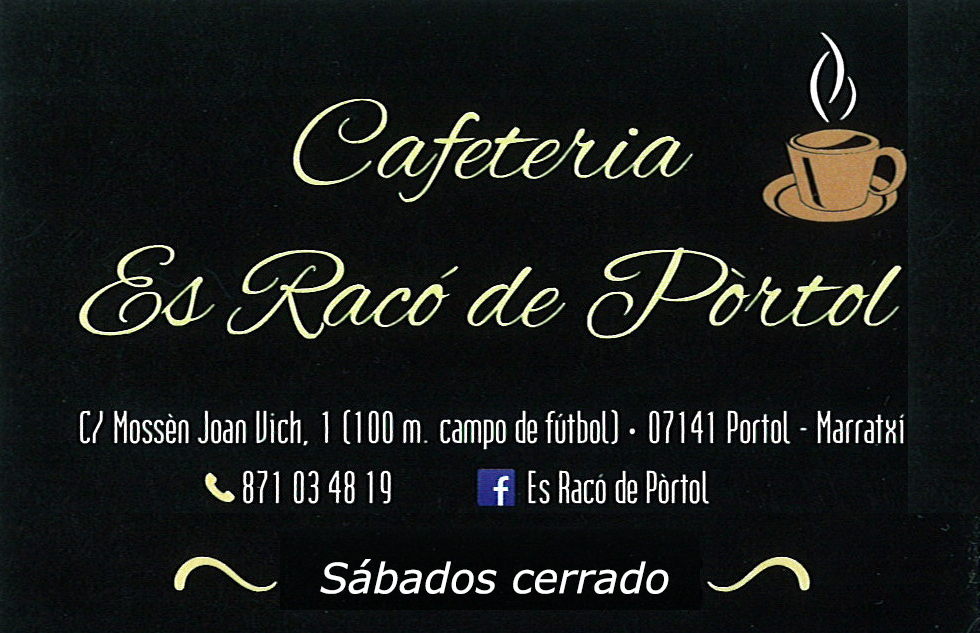 Cafeteria
Es Racó de Pòrtol
C/ Mossèn Joan Vich, 1 (100 m. campo de fútbol) • 07141 Portol - Marratxí
871 03 48 19 f Es Racó de Pòrtol
Sábados cerrado